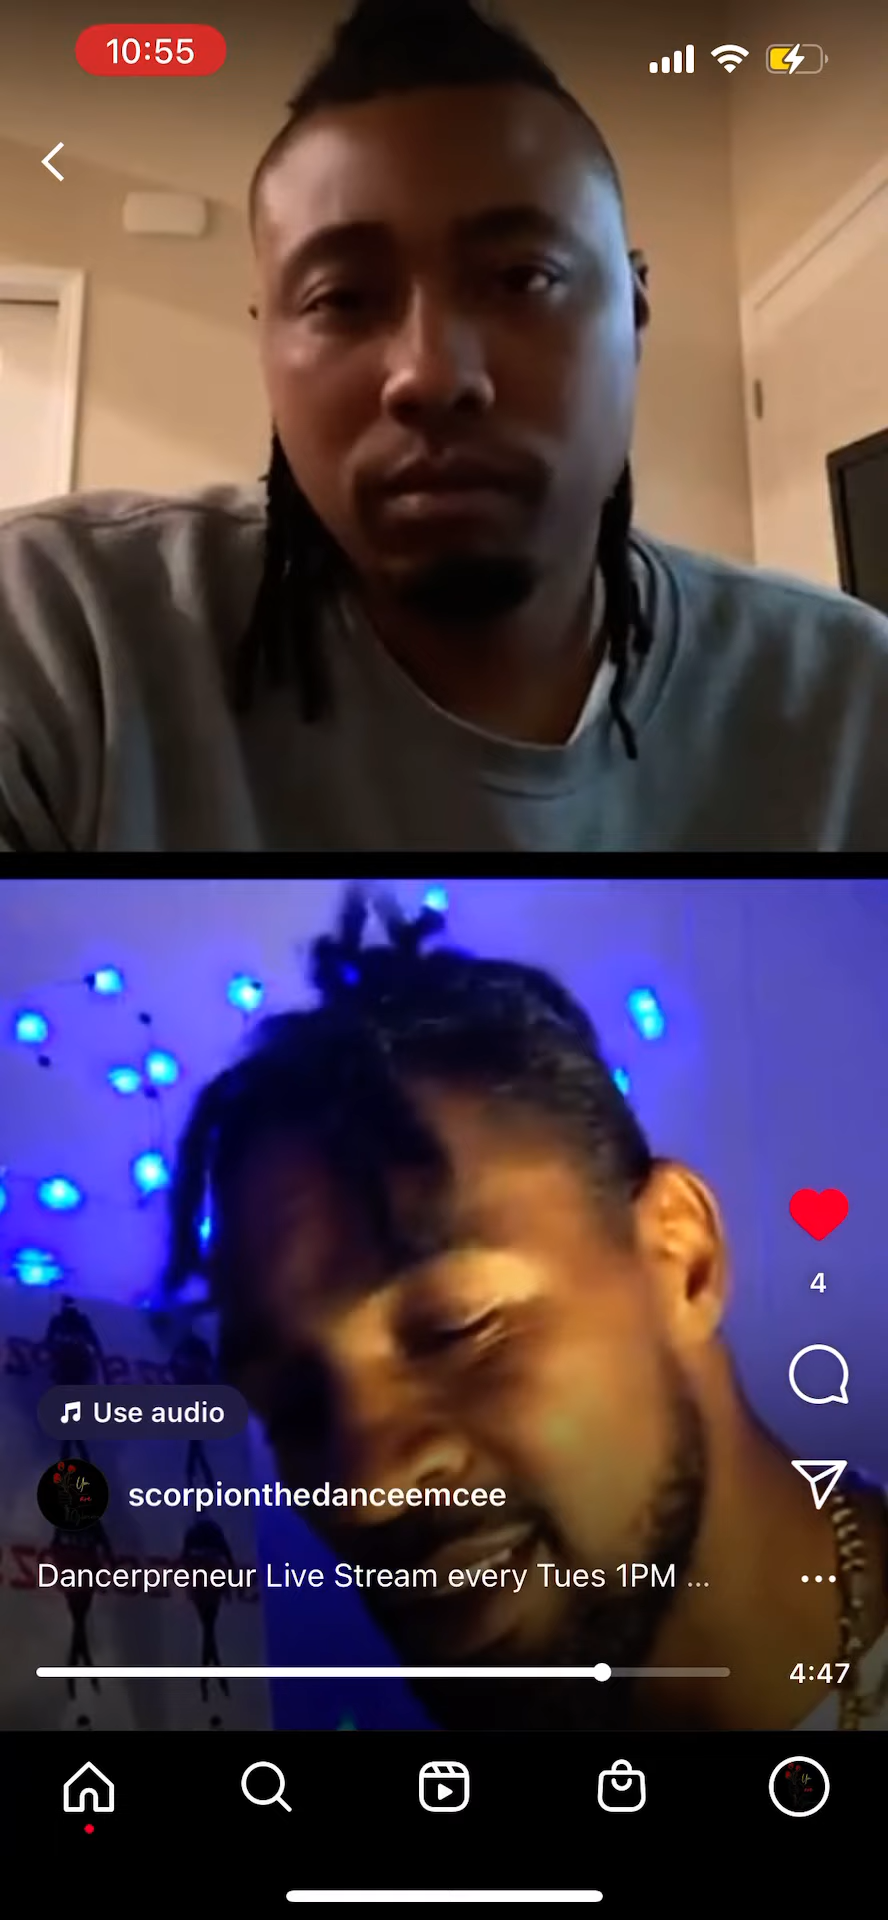 10:55
Use audio
scorpionthedanceemcee
4
Dancerpreneur Live Stream every Tues 1PM ...
4:47